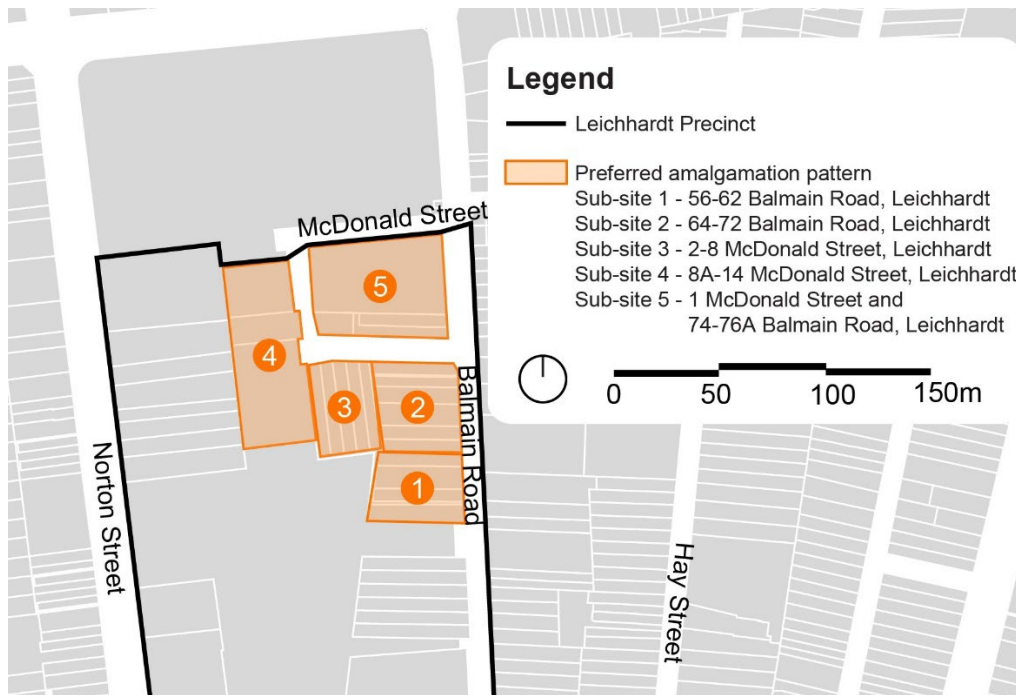 Legend
Leichhardt Precinct
Preferred amalgamation pattern
Sub-site 1 - 56-62 Balmain Road, Leichhardt
Sub-site 2 - 64-72 Balmain Road, Leichhardt
Sub-site 3 - 2-8 McDonald Street, Leichhardt
Sub-site 4 - 8A-14 McDonald Street, Leichhardt
Sub-site 5 - 1 McDonald Street and
74-76A Balmain Road, Leichhardt
0 50 100 150m
McDonald Street
5
4
3
2
1
Balmain Road
Norton Street
Hay Street